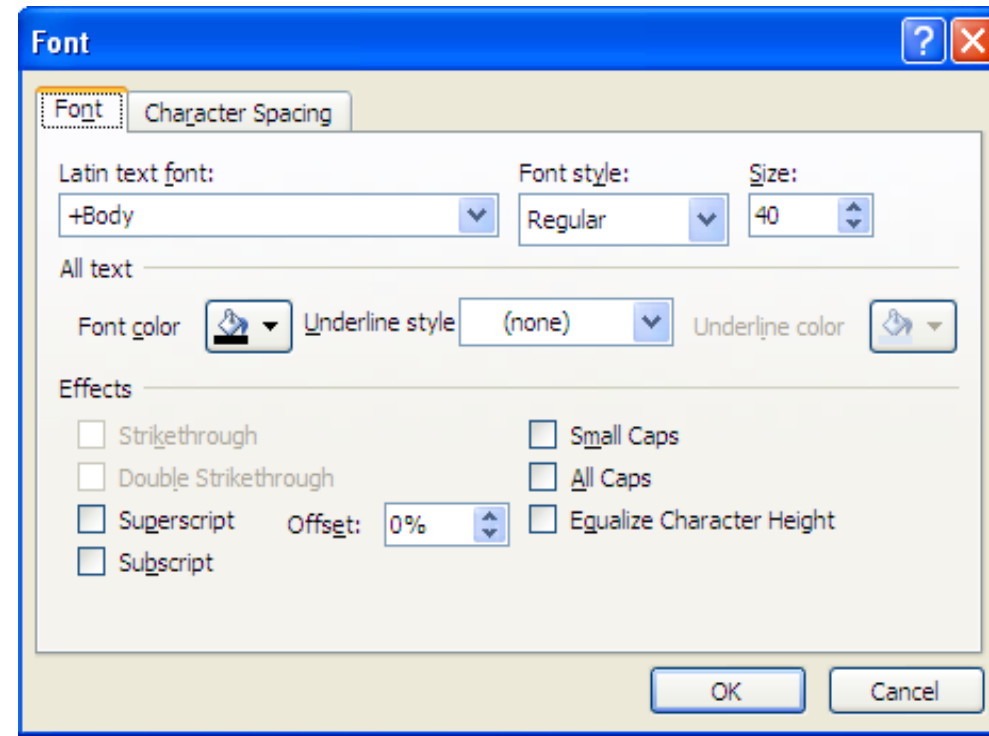 Font
Font Character Spacing
Latin text font: Font style: Size:
+Body Regular 40
All text
Font color Underline style (none) Underline color
Effects
Strikethrough Small Caps
Double Strikethrough All Caps
Superscript Offset: 0% Equalize Character Height
Subscript
OK Cancel